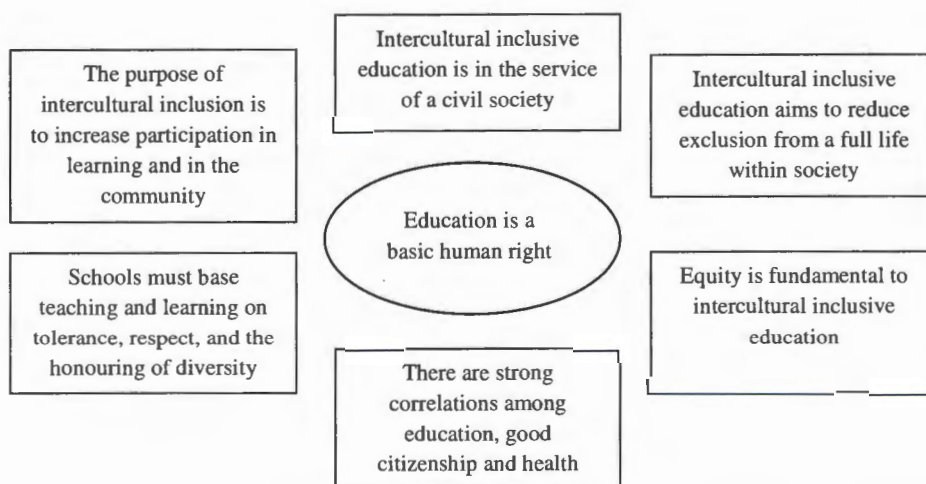 The purpose of
intercultural inclusion is
to increase participation in
learning and in the
community
Intercultural inclusive
education is in the service
of a civil society
Intercultural inclusive
education aims to reduce
exclusion from a full life
within society
Education is a
basic human right
Schools must base
teaching and learning on
tolerance, respect, and the
honouring of diversity
There are strong
correlations among
education, good
citizenship and health
Equity is fundamental to
intercultural inclusive
education